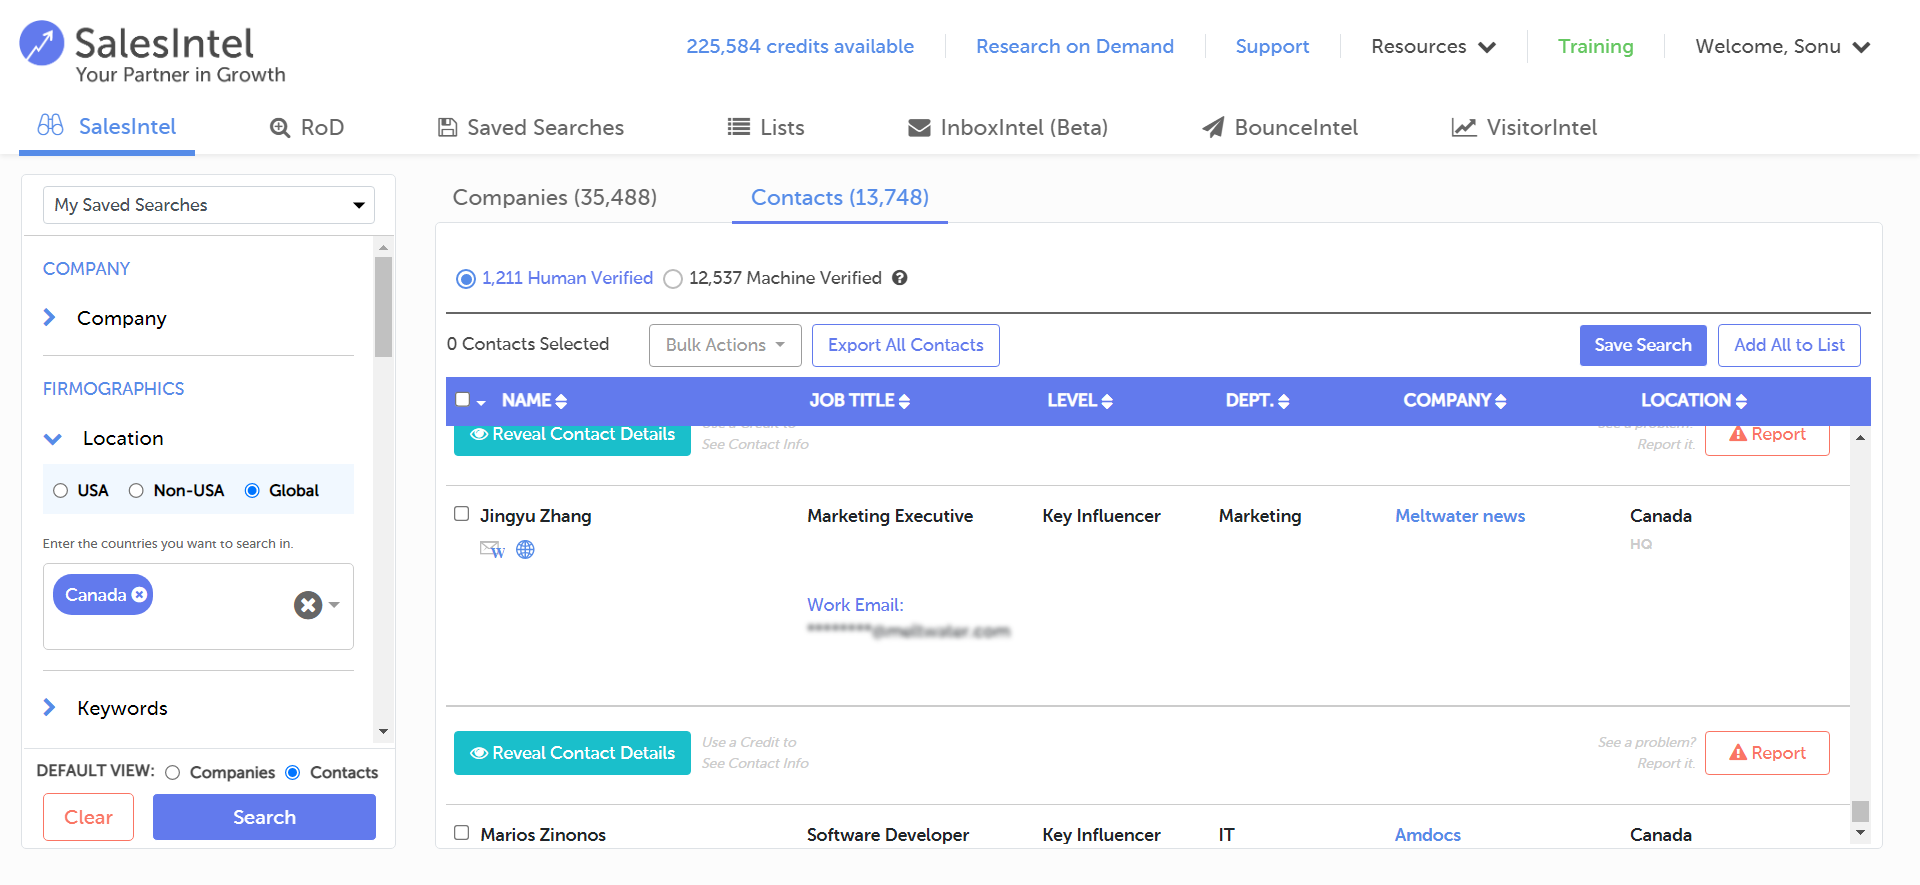 SalesIntel
Your Partner in Growth
225,584 credits available
Research on Demand
Support
Resources
Training
Welcome, Sonu
SalesIntel
RoD
Saved Searches
Lists
InboxIntel (Beta)
BounceIntel
VisitorIntel
My Saved Searches
COMPANY
Company
FIRMOGRAPHICS
Location
USA Non-USA Global
Enter the countries you want to search in.
Canada
Keywords
DEFAULT VIEW: Companies Contacts
Clear
Search
Companies (35,488)
Contacts (13,748)
1,211 Human Verified 12,537 Machine Verified ?
0 Contacts Selected
Bulk Actions
Export All Contacts
Save Search
Add All to List
NAME JOB TITLE LEVEL DEPT. COMPANY LOCATION
Reveal Contact Details
Use a Credit to
See Contact Info
See a problem?
Report it.
Report
Jingyu Zhang Marketing Executive Key Influencer Marketing Meltwater news Canada
W
HQ
Work Email:
********@meltwater.com
Reveal Contact Details
Use a Credit to
See Contact Info
See a problem?
Report it.
Report
Marios Zinonos Software Developer Key Influencer IT Amdocs Canada